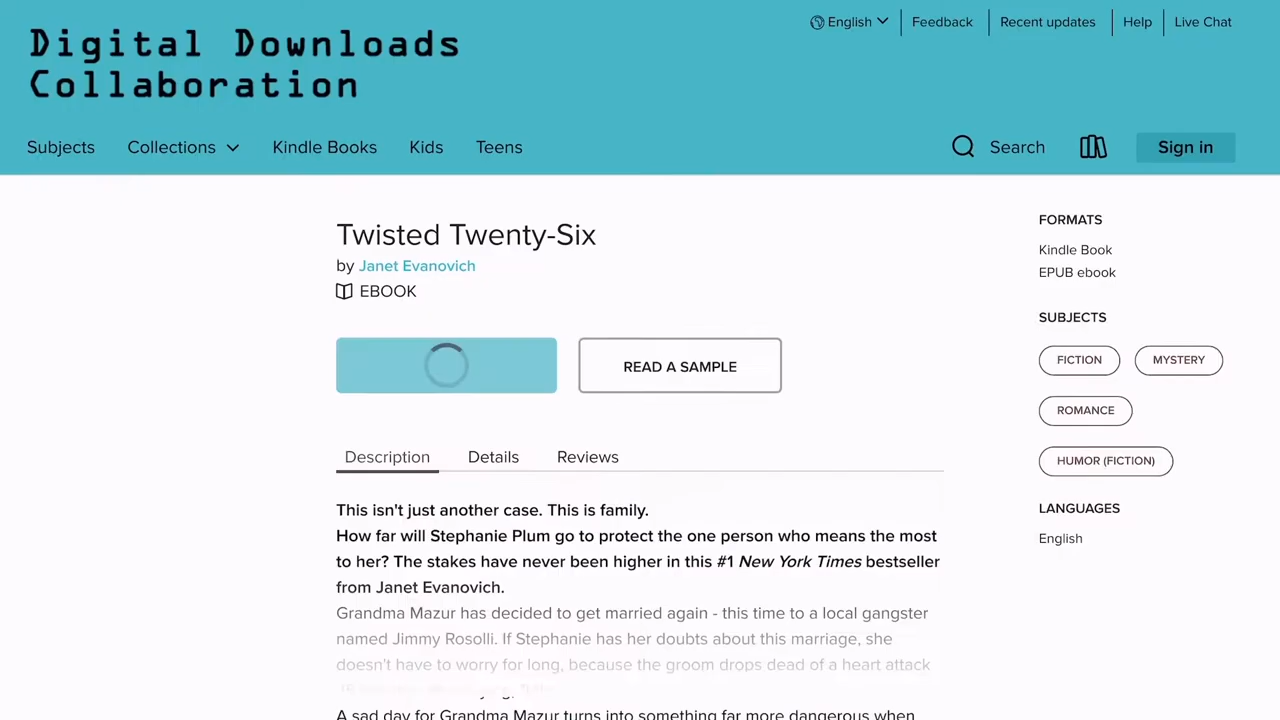 English
Feedback
Recent updates
Help
Live Chat
Digital Downloads
Collaboration
Subjects
Collections
Kindle Books
Kids
Teens
Search
Sign in
Twisted Twenty-Six
by Janet Evanovich
EBOOK
READ A SAMPLE
Description
Details
Reviews
This isn't just another case. This is family.
How far will Stephanie Plum go to protect the one person who means the most
to her? The stakes have never been higher in this #1 New York Times bestseller
from Janet Evanovich.
Grandma Mazur has decided to get married again - this time to a local gangster
named Jimmy Rosolli. If Stephanie has her doubts about this marriage, she
doesn't have to worry for long, because the groom drops dead of a heart attack
A sad day for Grandma Mazur turns into something far more dangerous when
FORMATS
Kindle Book
EPUB ebook
SUBJECTS
FICTION
MYSTERY
ROMANCE
HUMOR (FICTION)
LANGUAGES
English